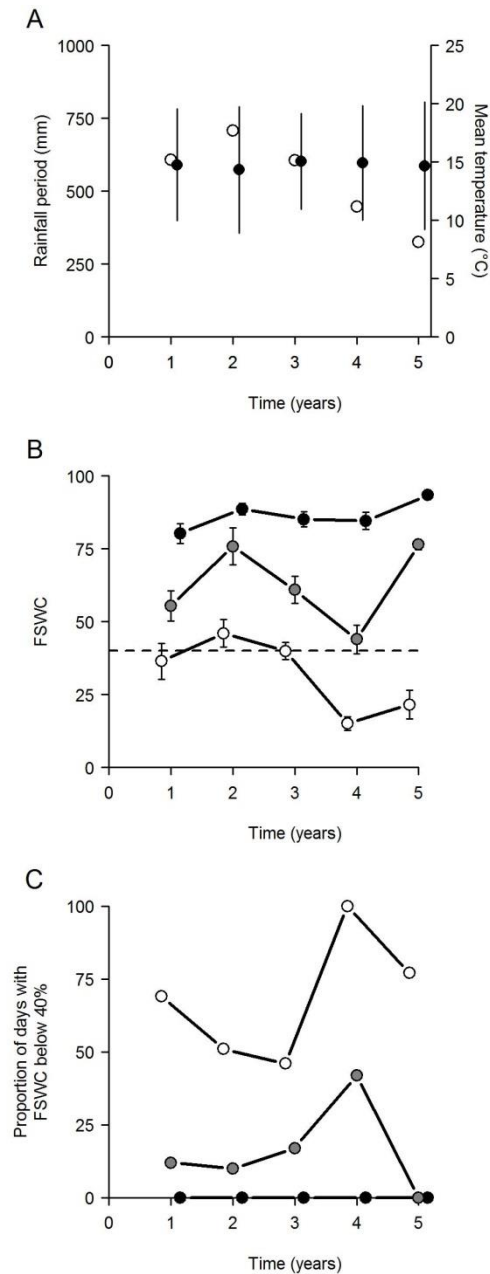 A
1000
750
500
250
0
Rainfall period (mm)
25
20
15
10
5
0
Mean temperature (°C)
0 1 2 3 4 5
Time (years)
B
100
75
50
25
0
FSWC
0 1 2 3 4 5
Time (years)
C
100
75
50
25
0
Proportion of days with
FSWC below 40%
0 1 2 3 4 5
Time (years)